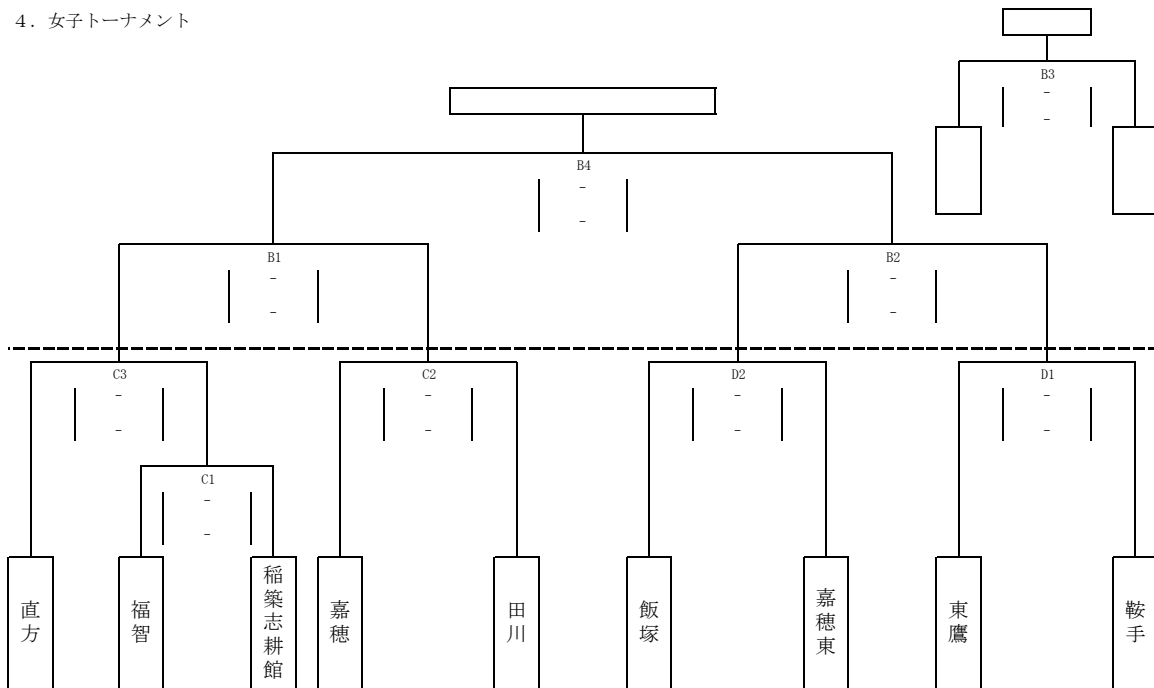 4．女子トーナメント
B3
-
-
B4
-
-
B1
-
-
B2
-
-
C3
-
-
C2
-
-
D2
-
-
D1
-
-
C1
-
-
直方
福智
稲築志耕館
嘉穂
田川
飯塚
嘉穂東
東鷹
鞍手